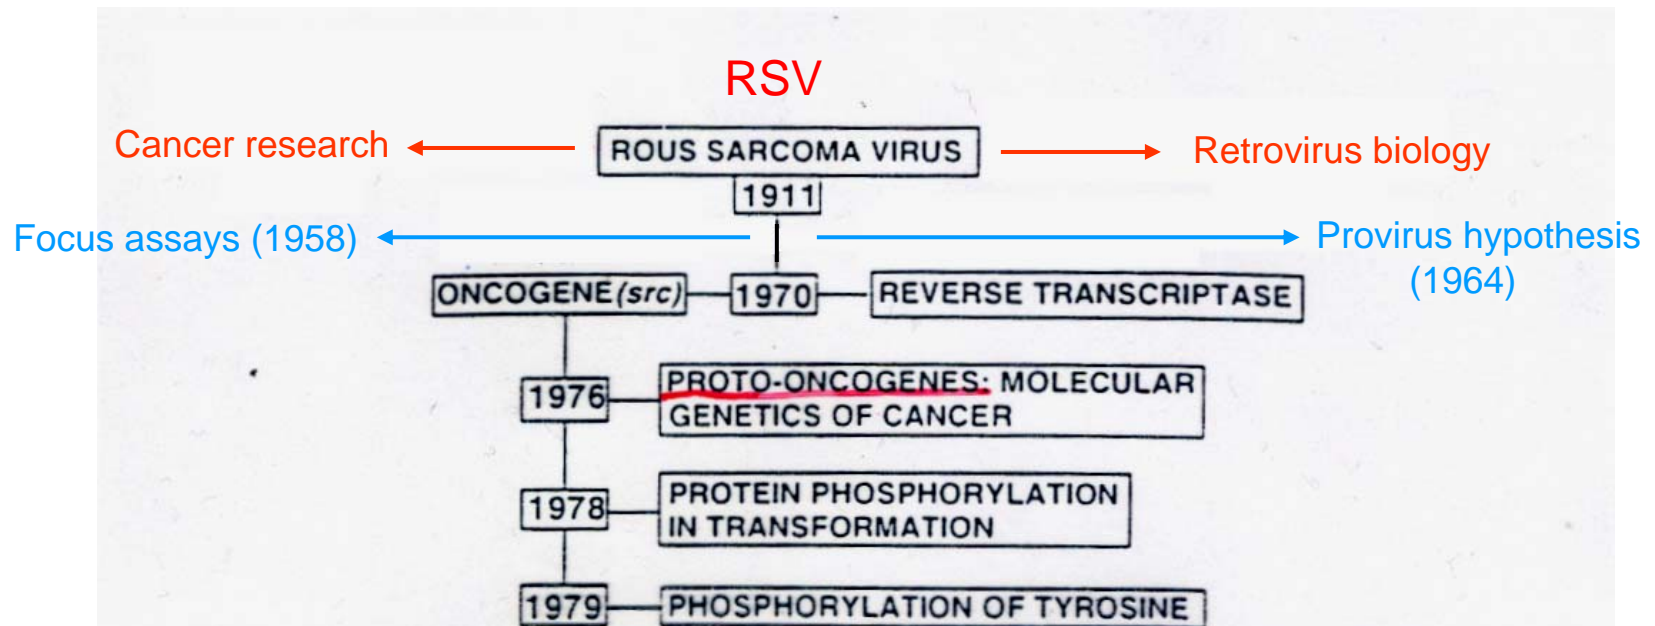 RSV
Cancer research
ROUS SARCOMA VIRUS
Retrovirus biology
1911
Focus assays (1958)
Provirus hypothesis
(1964)
ONCOGENE (src)
1970
REVERSE TRANSCRIPTASE
1976
PROTO-ONCOGENES: MOLECULAR
GENETICS OF CANCER
1978
PROTEIN PHOSPHORYLATION
IN TRANSFORMATION
1979
PHOSPHORYLATION OF TYROSINE